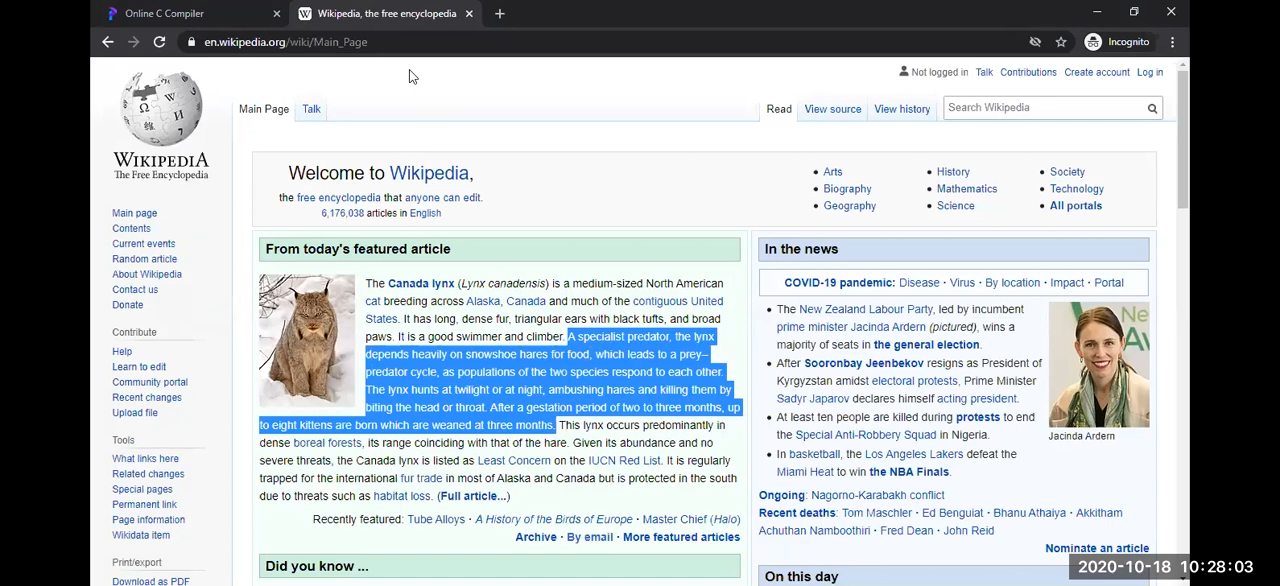 Online C Compiler
Wikipedia, the free encyclopedia
en.wikipedia.org/wiki/Main_Page
Incognito
Not logged in Talk Contributions Create account Log in
Main Page Talk
Read View source View history
Search Wikipedia
WIKIPEDIA
The Free Encyclopedia
Main page
Contents
Current events
Random article
About Wikipedia
Contact us
Donate
Contribute
Help
Learn to edit
Community portal
Recent changes
Upload file
Tools
What links here
Related changes
Special pages
Permanent link
Page information
Wikidata item
Print/export
Download as PDF
Welcome to Wikipedia,
the free encyclopedia that anyone can edit.
6,176,038 articles in English
Arts
Biography
Geography
History
Mathematics
Science
Society
Technology
All portals
From today's featured article
The Canada lynx (Lynx canadensis) is a medium-sized North American
cat breeding across Alaska, Canada and much of the contiguous United
States. It has long, dense fur, triangular ears with black tufts, and broad
paws. It is a good swimmer and climber. A specialist predator, the lynx
depends heavily on snowshoe hares for food, which leads to a prey–
predator cycle, as populations of the two species respond to each other.
The lynx hunts at twilight or at night, ambushing hares and killing them by
biting the head or throat. After a gestation period of two to three months, up
to eight kittens are born which are weaned at three months. This lynx occurs predominantly in
dense boreal forests, its range coinciding with that of the hare. Given its abundance and no
severe threats, the Canada lynx is listed as Least Concern on the IUCN Red List. It is regularly
trapped for the international fur trade in most of Alaska and Canada but is protected in the south
due to threats such as habitat loss. (Full article...)
Recently featured: Tube Alloys · A History of the Birds of Europe · Master Chief (Halo)
Archive · By email · More featured articles
Did you know ...
In the news
COVID-19 pandemic: Disease · Virus · By location · Impact · Portal
The New Zealand Labour Party, led by incumbent
prime minister Jacinda Ardern (pictured), wins a
majority of seats in the general election.
After Sooronbay Jeenbekov resigns as President of
Kyrgyzstan amidst electoral protests, Prime Minister
Sadyr Japarov declares himself acting president.
At least ten people are killed during protests to end
the Special Anti-Robbery Squad in Nigeria.
In basketball, the Los Angeles Lakers defeat the
Miami Heat to win the NBA Finals.
Jacinda Ardern
Ongoing: Nagorno-Karabakh conflict
Recent deaths: Tom Maschler · Ed Benguiat · Bhanu Athaiya · Akkitham
Achuthan Namboothiri · Fred Dean · John Reid
Nominate an article
On this day
2020-10-18 10:28:03